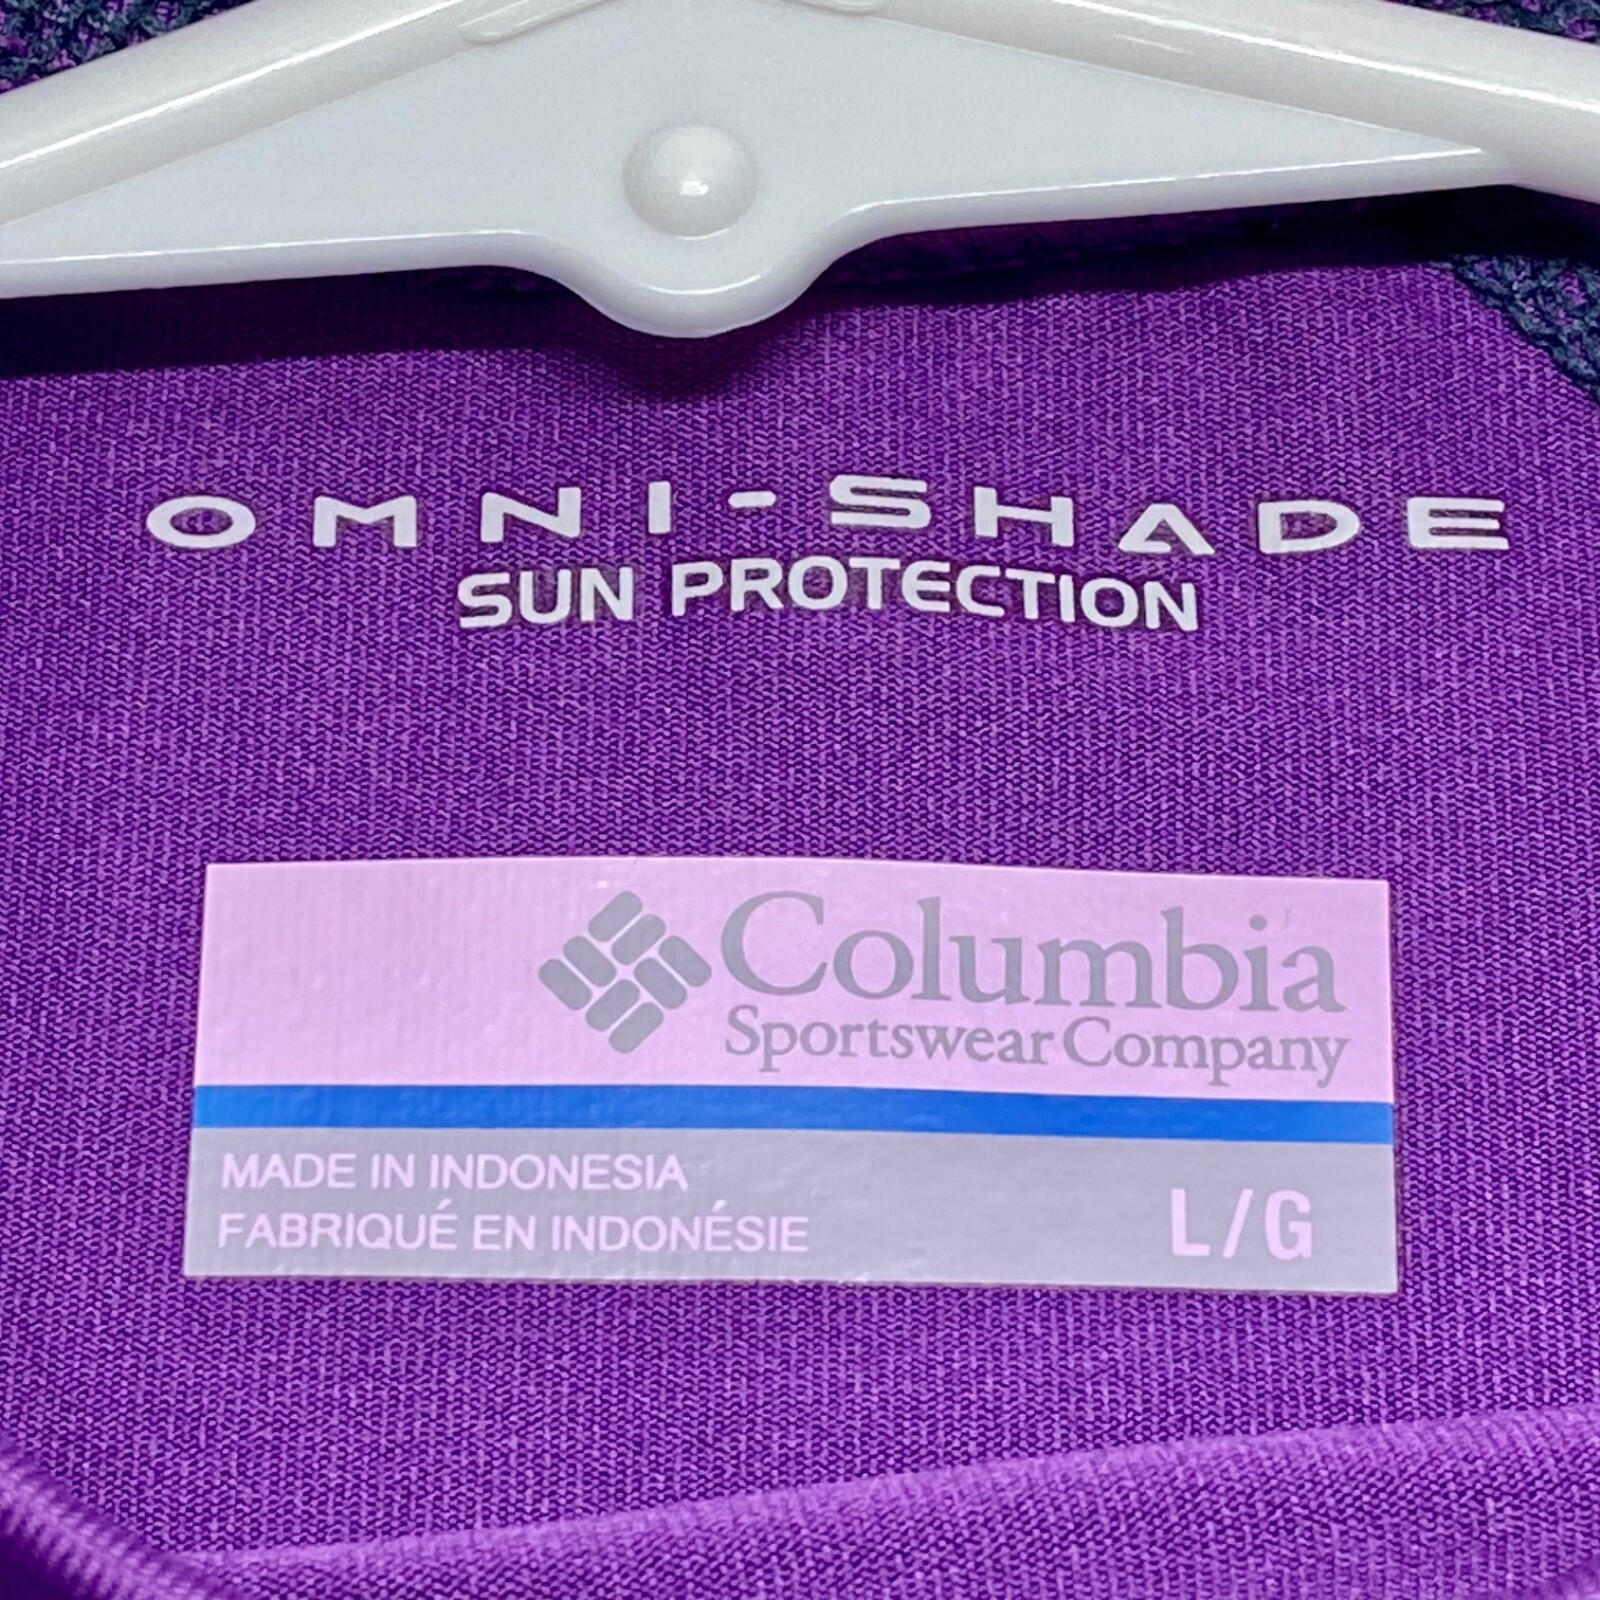 OMNI-SHADE
SUN PROTECTION
Columbia
Sportswear Company
MADE IN INDONESIA
FABRIQUÉ EN INDONÉSIE
L/G